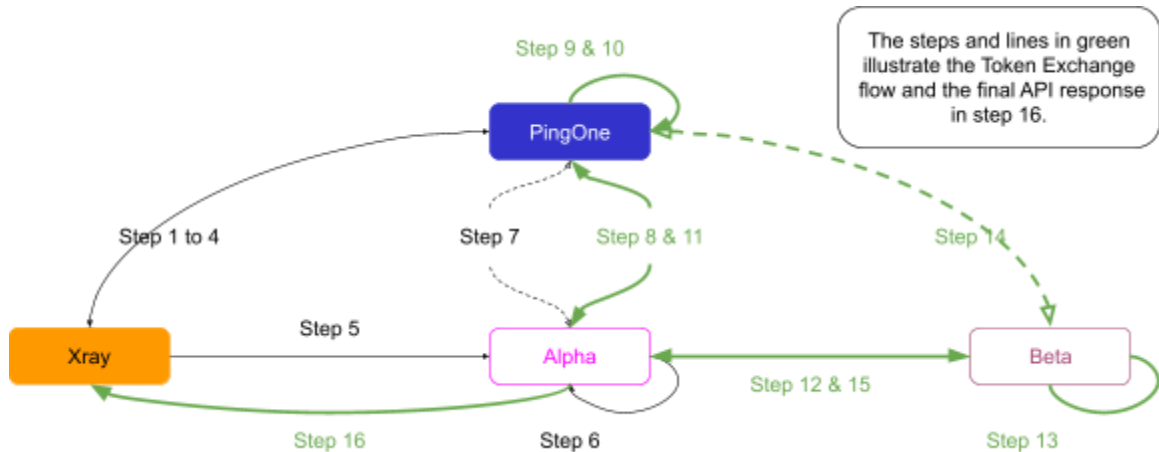 Step 9 & 10
The steps and lines in green
illustrate the Token Exchange
flow and the final API response
in step 16.
PingOne
Step 1 to 4
Step 7
Step 8 & 11
Step 14
Step 5
Xray
Alpha
Beta
Step 12 & 15
Step 16
Step 6
Step 13